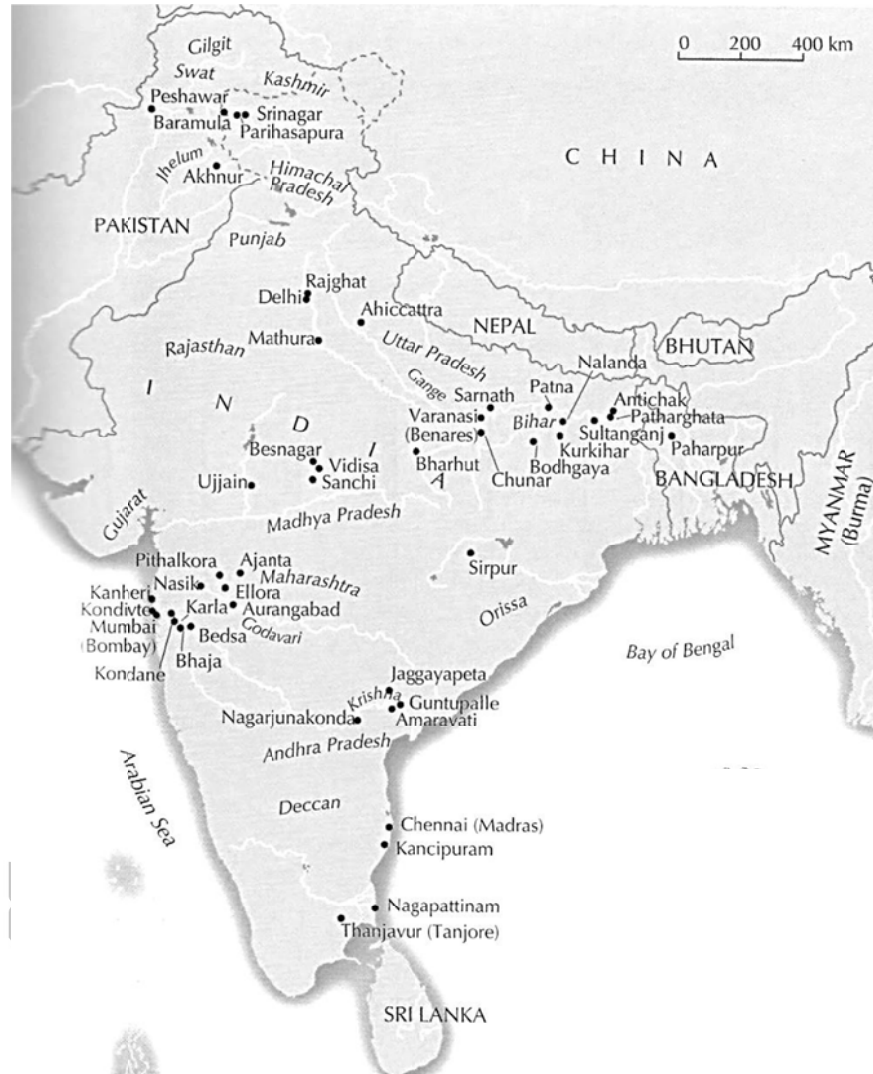 Gilgit
0 200 400 km
Swat
Kashmir
Peshawar
Baramula
Srinagar
Parihasapura
CHINA
Jhelum
Akhnur
Himachal
Pradesh
PAKISTAN
Punjab
Rajghat
Delhi
Ahiccattra
NEPAL
BHUTAN
Mathura
Rajasthan
Uttar Pradesh
Nalanda
Gange
INDIA
Sarnath
Patna
Antichak
Varanasi
(Benares)
Bihar
Patharghata
Sultanganj
Kurkihar
Paharpur
Besnagar
Vidisa
Bharhut
Chunar
Bodhgaya
BANGLADESH
Ujjain
Sanchi
MYANMAR
(Burma)
Gujarat
Madhya Pradesh
Pithalkora
Ajanta
Sirpur
Nasik
Maharashtra
Kanheri
Ellora
Kondivte
Karla
Aurangabad
Orissa
Mumbai
(Bombay)
Bedsa
Godavari
Bay of Bengal
Bhaja
Kondane
Jaggayapeta
Krishna
Guntupalle
Nagarjunakonda
Amaravati
Andhra Pradesh
Arabian Sea
Deccan
Chennai (Madras)
Kancipuram
Nagapattinam
Thanjavur (Tanjore)
SRI LANKA